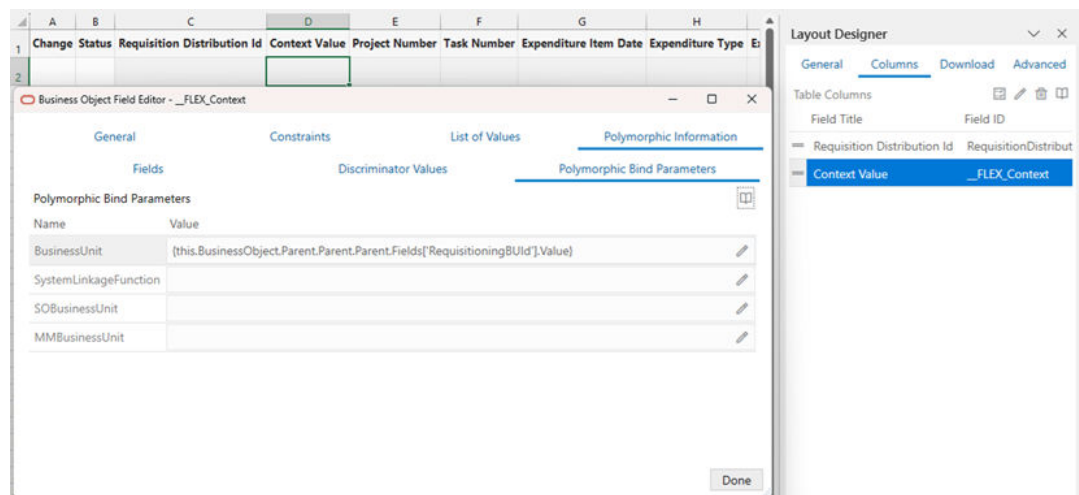 A B C D E F G H
1 Change Status Requisition Distribution Id Context Value Project Number Task Number Expenditure Item Date Expenditure Type E
2
Layout Designer
General Columns Download Advanced
Table Columns
Field Title Field ID
Requisition Distribution Id RequisitionDistribut
Context Value __FLEX_Context
Business Object Field Editor - __FLEX_Context
General Constraints List of Values Polymorphic Information
Fields Discriminator Values Polymorphic Bind Parameters
Polymorphic Bind Parameters
Name Value
BusinessUnit {this.BusinessObject.Parent.Parent.Parent.Fields['RequisitioningBUId'].Value}
SystemLinkageFunction
SOBusinessUnit
MMBusinessUnit
Done